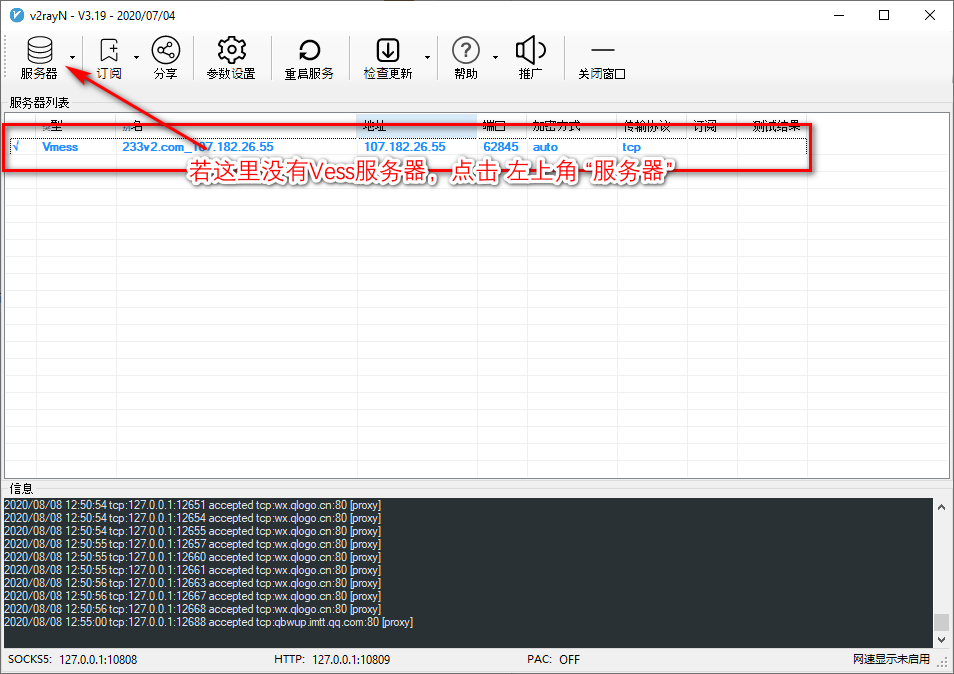 v2rayN - V3.19 - 2020/07/04
服务器 订阅 分享 参数设置 重启服务 检查更新 帮助 推广 关闭窗口
服务器列表
类型 别名 地址 端口 加密方式 传输协议 订阅 测试结果
√ Vmess 233v2.com_107.182.26.55 107.182.26.55 62845 auto tcp
若这里没有Vess服务器，点击 左上角 “服务器”
信息
2020/08/08 12:50:54 tcp:127.0.0.1:12651 accepted tcp:wx.qlogo.cn:80 [proxy]
2020/08/08 12:50:54 tcp:127.0.0.1:12654 accepted tcp:wx.qlogo.cn:80 [proxy]
2020/08/08 12:50:54 tcp:127.0.0.1:12655 accepted tcp:wx.qlogo.cn:80 [proxy]
2020/08/08 12:50:55 tcp:127.0.0.1:12657 accepted tcp:wx.qlogo.cn:80 [proxy]
2020/08/08 12:50:55 tcp:127.0.0.1:12660 accepted tcp:wx.qlogo.cn:80 [proxy]
2020/08/08 12:50:55 tcp:127.0.0.1:12661 accepted tcp:wx.qlogo.cn:80 [proxy]
2020/08/08 12:50:56 tcp:127.0.0.1:12663 accepted tcp:wx.qlogo.cn:80 [proxy]
2020/08/08 12:50:56 tcp:127.0.0.1:12667 accepted tcp:wx.qlogo.cn:80 [proxy]
2020/08/08 12:50:56 tcp:127.0.0.1:12668 accepted tcp:wx.qlogo.cn:80 [proxy]
2020/08/08 12:55:00 tcp:127.0.0.1:12688 accepted tcp:qbwup.imtt.qq.com:80 [proxy]
SOCKS5: 127.0.0.1:10808 HTTP: 127.0.0.1:10809 PAC: OFF 网速显示未启用